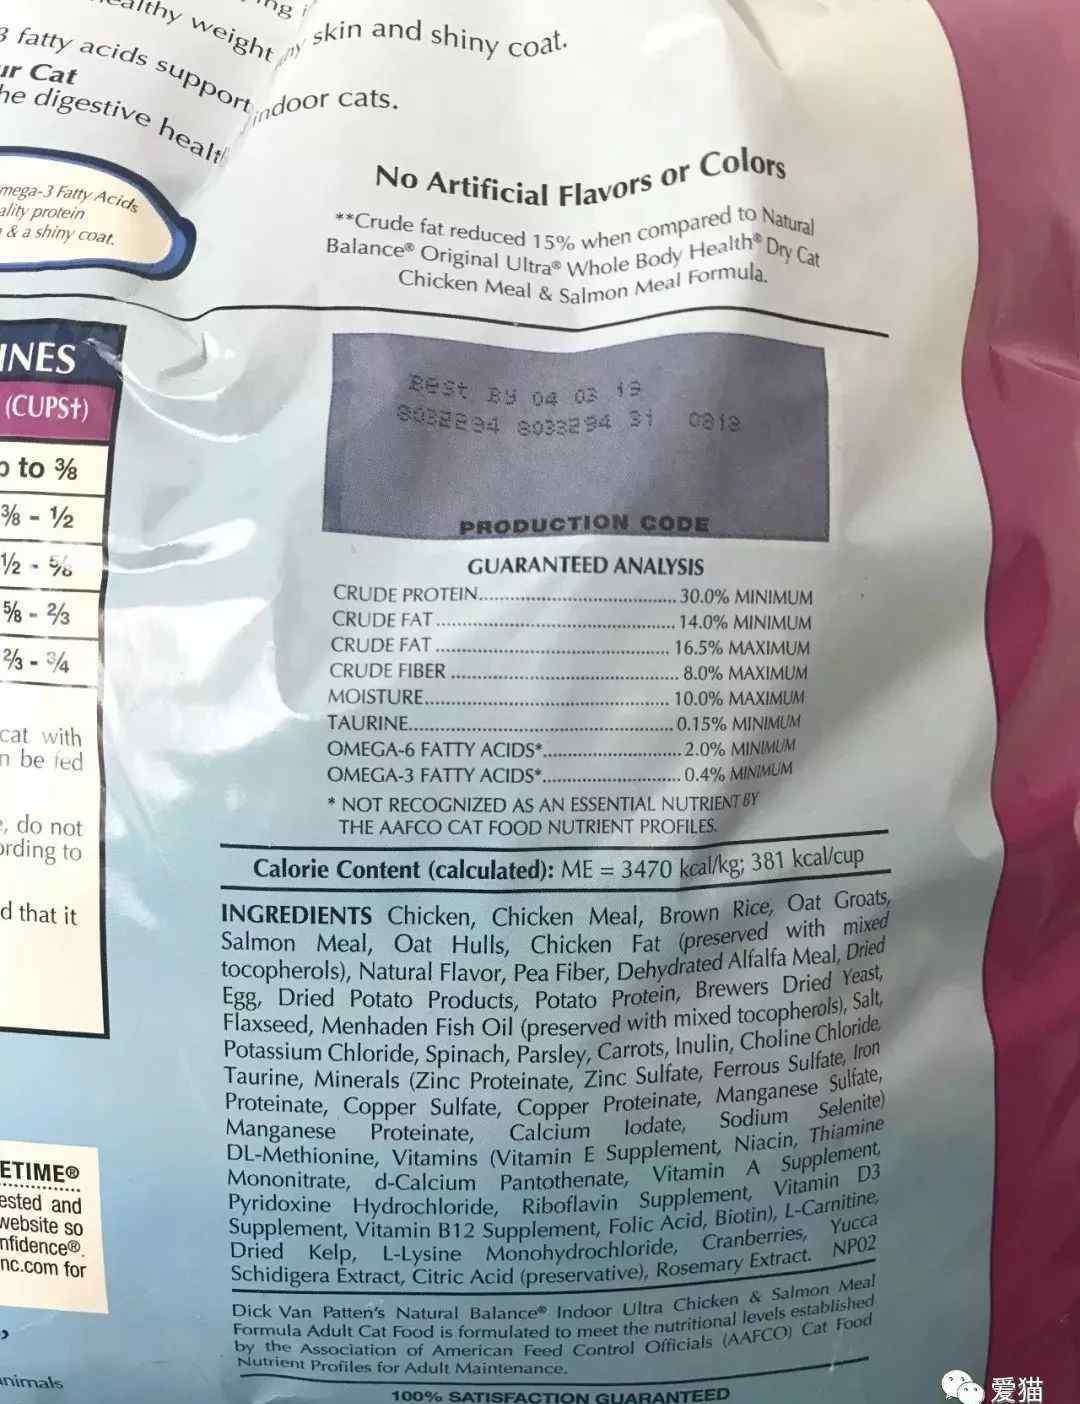 ng i
ealthy weight
ny skin and shiny coat.
3 fatty acids support
indoor cats.
ur Cat
he digestive healt
mega-3 Fatty Acids
ality protein
& a shiny coat.
No Artificial Flavors or Colors
**Crude fat reduced 15% when compared to Natural
Balance® Original Ultra® Whole Body Health® Dry Cat
Chicken Meal & Salmon Meal Formula.
INES
(CUPS†)
p to ⅜
⅜ - ½
½ - ⅝
⅝ - ⅔
⅔ - ¾
cat with
n be fed
e, do not
ording to
d that it
ETIME®
ested and
website so
nfidence®.
nc.com for
nimals
Best By 04 03 19
8033294 8033294 31 0818
PRODUCTION CODE
GUARANTEED ANALYSIS
CRUDE PROTEIN.................................30.0% MINIMUM
CRUDE FAT........................................14.0% MINIMUM
CRUDE FAT........................................16.5% MAXIMUM
CRUDE FIBER.......................................8.0% MAXIMUM
MOISTURE.........................................10.0% MAXIMUM
TAURINE............................................0.15% MINIMUM
OMEGA-6 FATTY ACIDS*.......................2.0% MINIMUM
OMEGA-3 FATTY ACIDS*.......................0.4% MINIMUM
* NOT RECOGNIZED AS AN ESSENTIAL NUTRIENT BY
THE AAFCO CAT FOOD NUTRIENT PROFILES.
Calorie Content (calculated): ME = 3470 kcal/kg; 381 kcal/cup
INGREDIENTS Chicken, Chicken Meal, Brown Rice, Oat Groats,
Salmon Meal, Oat Hulls, Chicken Fat (preserved with mixed
tocopherols), Natural Flavor, Pea Fiber, Dehydrated Alfalfa Meal, Dried
Egg, Dried Potato Products, Potato Protein, Brewers Dried Yeast,
Flaxseed, Menhaden Fish Oil (preserved with mixed tocopherols), Salt,
Potassium Chloride, Spinach, Parsley, Carrots, Inulin, Choline Chloride,
Taurine, Minerals (Zinc Proteinate, Zinc Sulfate, Ferrous Sulfate, Iron
Proteinate, Copper Sulfate, Copper Proteinate, Manganese Sulfate,
Manganese Proteinate, Calcium Iodate, Sodium Selenite)
DL-Methionine, Vitamins (Vitamin E Supplement, Niacin, Thiamine
Mononitrate, d-Calcium Pantothenate, Vitamin A Supplement,
Pyridoxine Hydrochloride, Riboflavin Supplement, Vitamin D3
Supplement, Vitamin B12 Supplement, Folic Acid, Biotin), L-Carnitine,
Dried Kelp, L-Lysine Monohydrochloride, Cranberries, Yucca
Schidigera Extract, Citric Acid (preservative), Rosemary Extract. NP02
Dick Van Patten's Natural Balance® Indoor Ultra Chicken & Salmon Meal
Formula Adult Cat Food is formulated to meet the nutritional levels established
by the Association of American Feed Control Officials (AAFCO) Cat Food
Nutrient Profiles for Adult Maintenance.
100% SATISFACTION GUARANTEED
爱猫